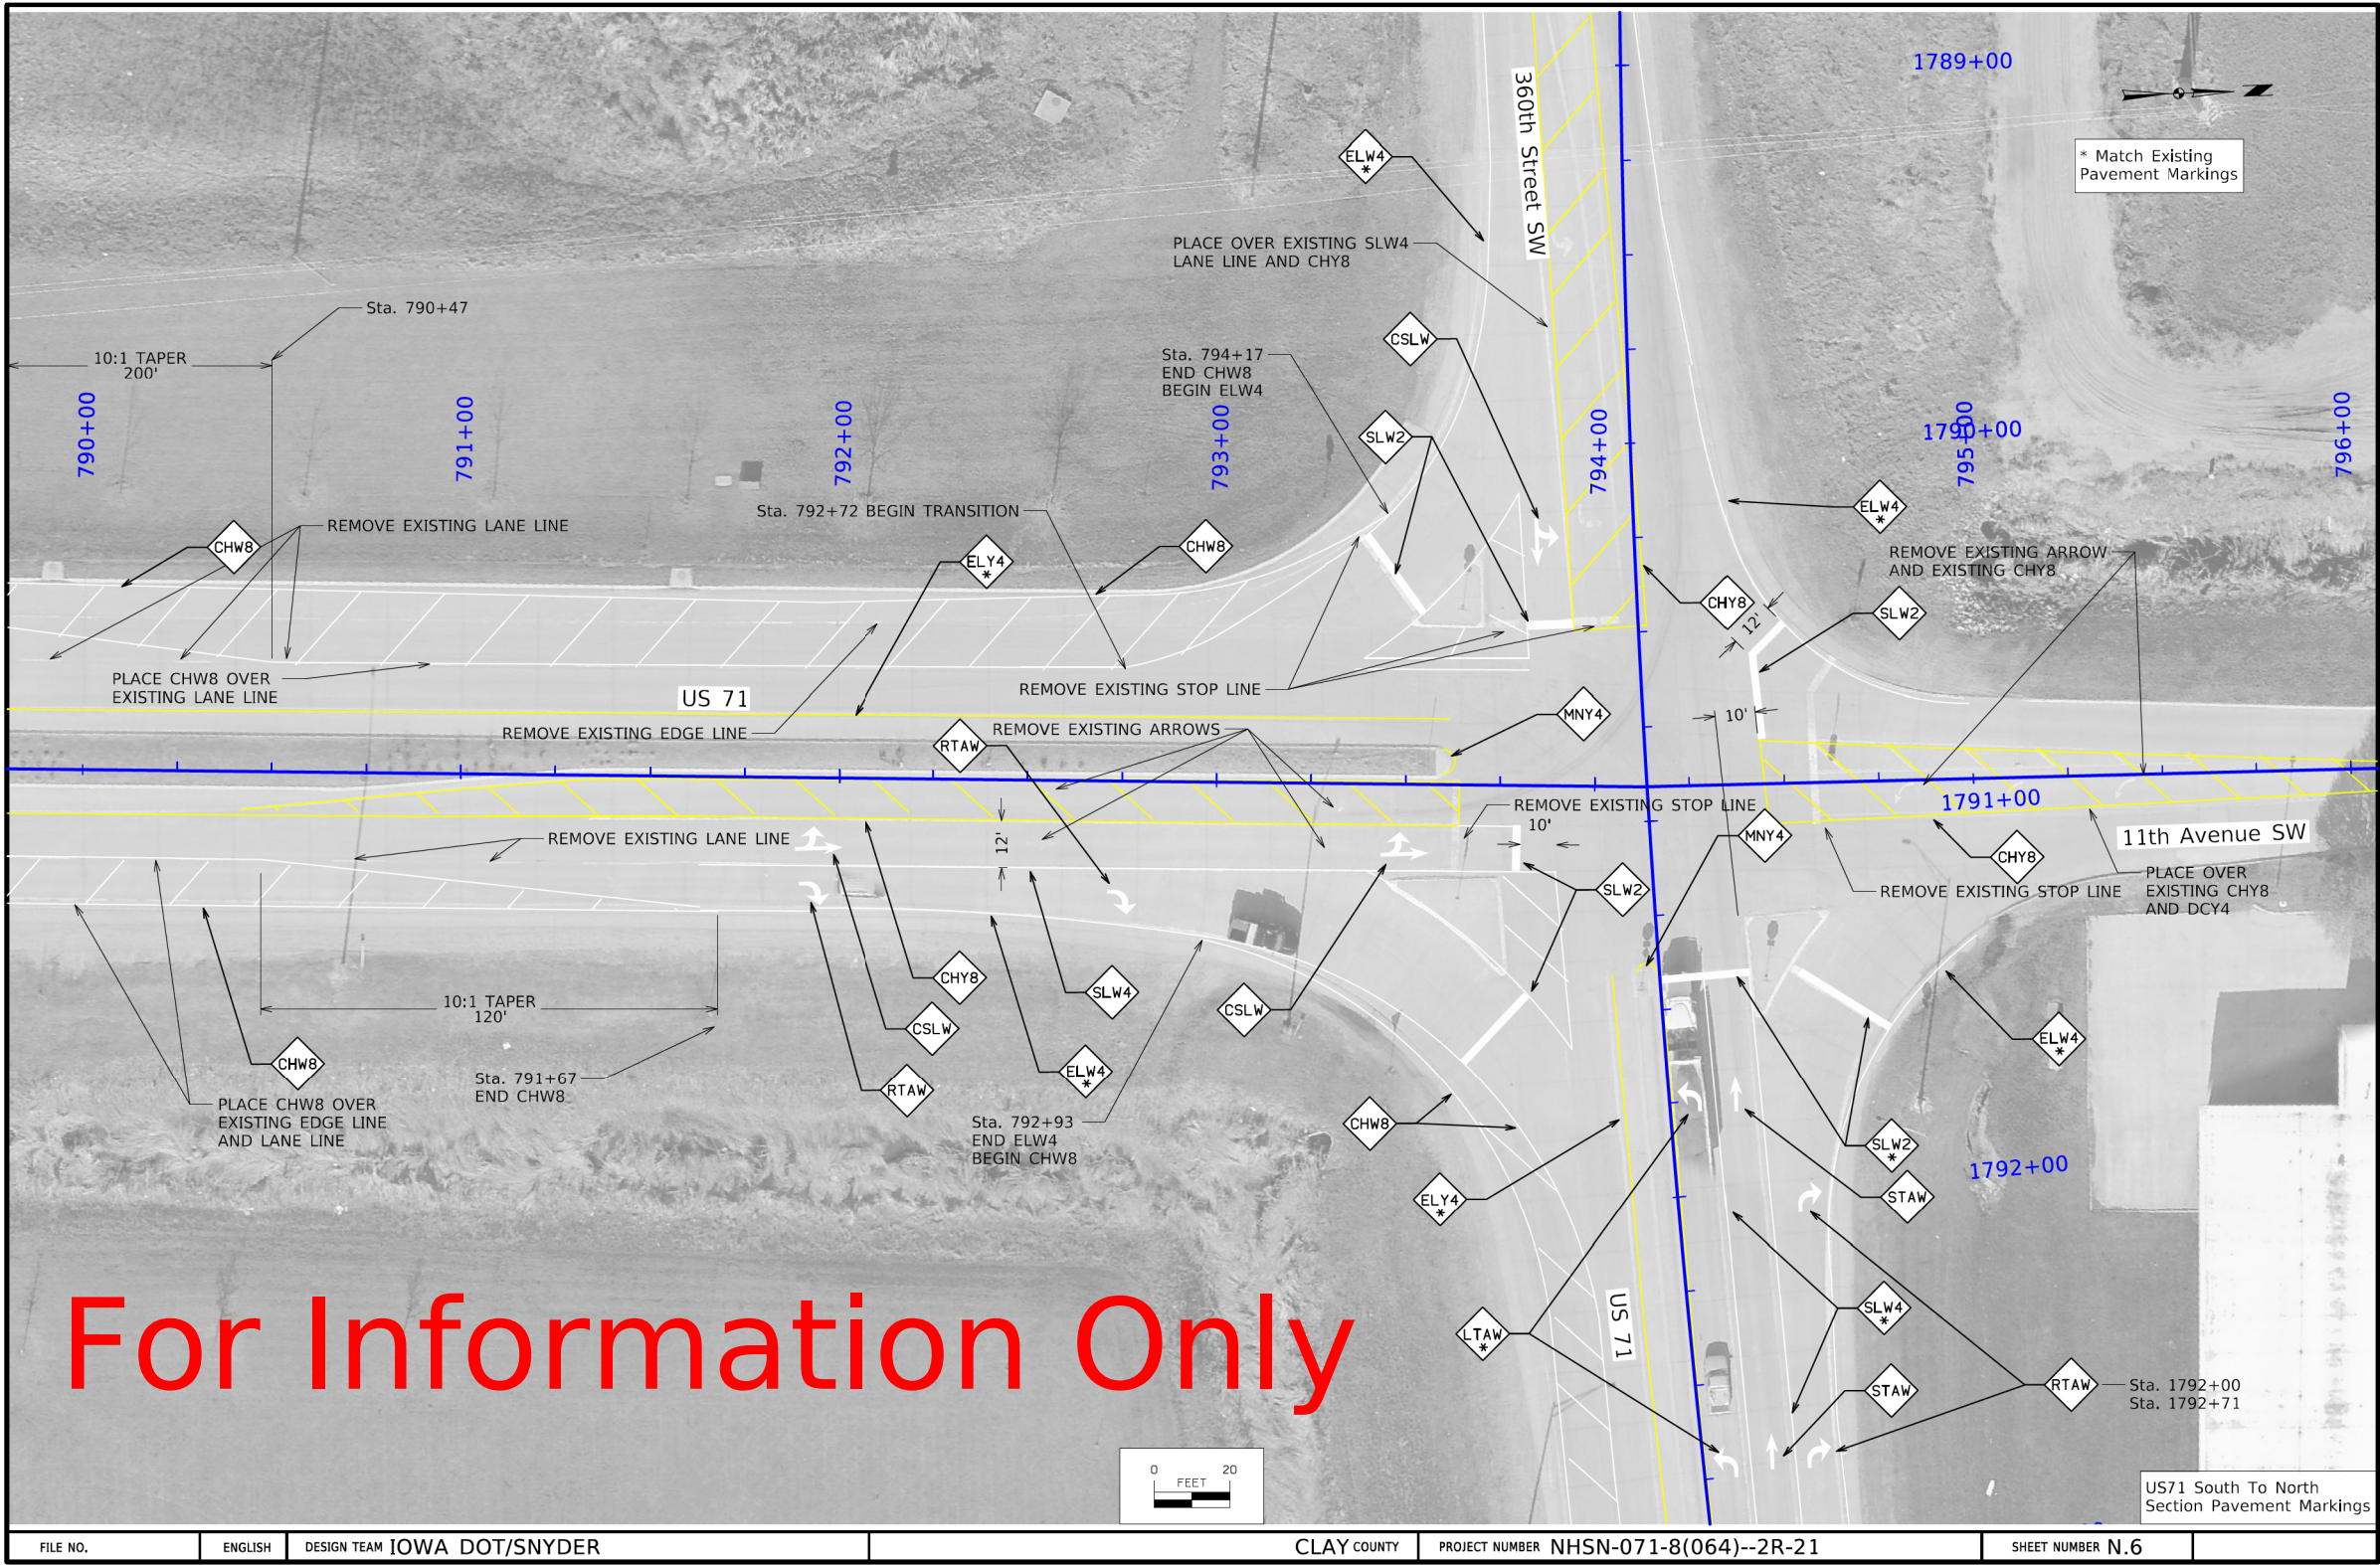 1789+00
360th Street SW
* Match Existing
Pavement Markings
ELW4
*
PLACE OVER EXISTING SLW4
LANE LINE AND CHY8
Sta. 790+47
10:1 TAPER
200'
CSLW
Sta. 794+17
END CHW8
BEGIN ELW4
SLW2
790+00
791+00
792+00
793+00
794+00
795+00
1790+00
796+00
Sta. 792+72 BEGIN TRANSITION
ELW4
*
REMOVE EXISTING LANE LINE
CHW8
CHW8
ELY4
*
REMOVE EXISTING ARROW
AND EXISTING CHY8
CHY8
12'
SLW2
PLACE CHW8 OVER
EXISTING LANE LINE
US 71
REMOVE EXISTING STOP LINE
MNY4
10'
REMOVE EXISTING EDGE LINE
REMOVE EXISTING ARROWS
RTAW
REMOVE EXISTING STOP LINE
10'
1791+00
11th Avenue SW
REMOVE EXISTING LANE LINE
12'
MNY4
CHY8
SLW2
REMOVE EXISTING STOP LINE
PLACE OVER
EXISTING CHY8
AND DCY4
CHY8
SLW4
10:1 TAPER
120'
CSLW
CSLW
ELW4
*
CHW8
Sta. 791+67
END CHW8
RTAW
ELW4
*
PLACE CHW8 OVER
EXISTING EDGE LINE
AND LANE LINE
Sta. 792+93
END ELW4
BEGIN CHW8
CHW8
SLW2
*
1792+00
ELY4
*
STAW
For Information Only
US 71
LTAW
*
SLW4
*
STAW
RTAW
Sta. 1792+00
Sta. 1792+71
0 20
FEET
US71 South To North
Section Pavement Markings
FILE NO. ENGLISH DESIGN TEAM IOWA DOT/SNYDER CLAY COUNTY PROJECT NUMBER NHSN-071-8(064)--2R-21 SHEET NUMBER N.6